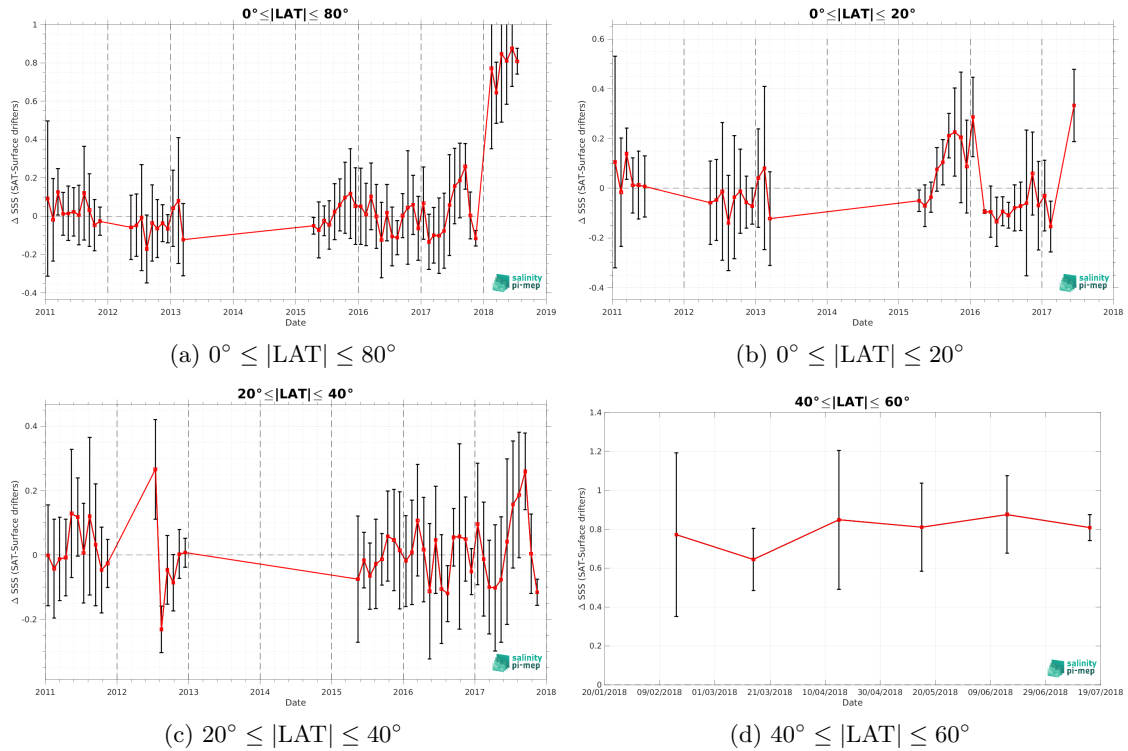 0°≤|LAT|≤ 80°
Δ SSS (SAT-Surface drifters)
1
0.8
0.6
0.4
0.2
0
-0.2
-0.4
salinity
pi-mep
2011 2012 2013 2014 2015 2016 2017 2018 2019
Date
(a) 0° ≤ |LAT| ≤ 80°
0°≤|LAT|≤ 20°
Δ SSS (SAT-Surface drifters)
0.6
0.4
0.2
0
-0.2
-0.4
salinity
pi-mep
2011 2012 2013 2014 2015 2016 2017 2018
Date
(b) 0° ≤ |LAT| ≤ 20°
20°≤|LAT|≤ 40°
Δ SSS (SAT-Surface drifters)
0.4
0.2
0
-0.2
salinity
pi-mep
2011 2012 2013 2014 2015 2016 2017 2018
Date
(c) 20° ≤ |LAT| ≤ 40°
40°≤|LAT|≤ 60°
Δ SSS (SAT-Surface drifters)
1.4
1.2
1
0.8
0.6
0.4
0.2
0
salinity
pi-mep
20/01/2018 09/02/2018 01/03/2018 21/03/2018 10/04/2018 30/04/2018 20/05/2018 09/06/2018 29/06/2018 19/07/2018
Date
(d) 40° ≤ |LAT| ≤ 60°